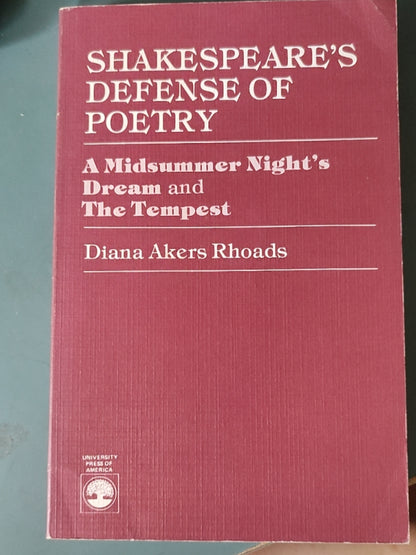 SHAKESPEARE'S
DEFENSE OF
POETRY
A Midsummer Night's
Dream and
The Tempest
Diana Akers Rhoads
UNIVERSITY
PRESS OF
AMERICA